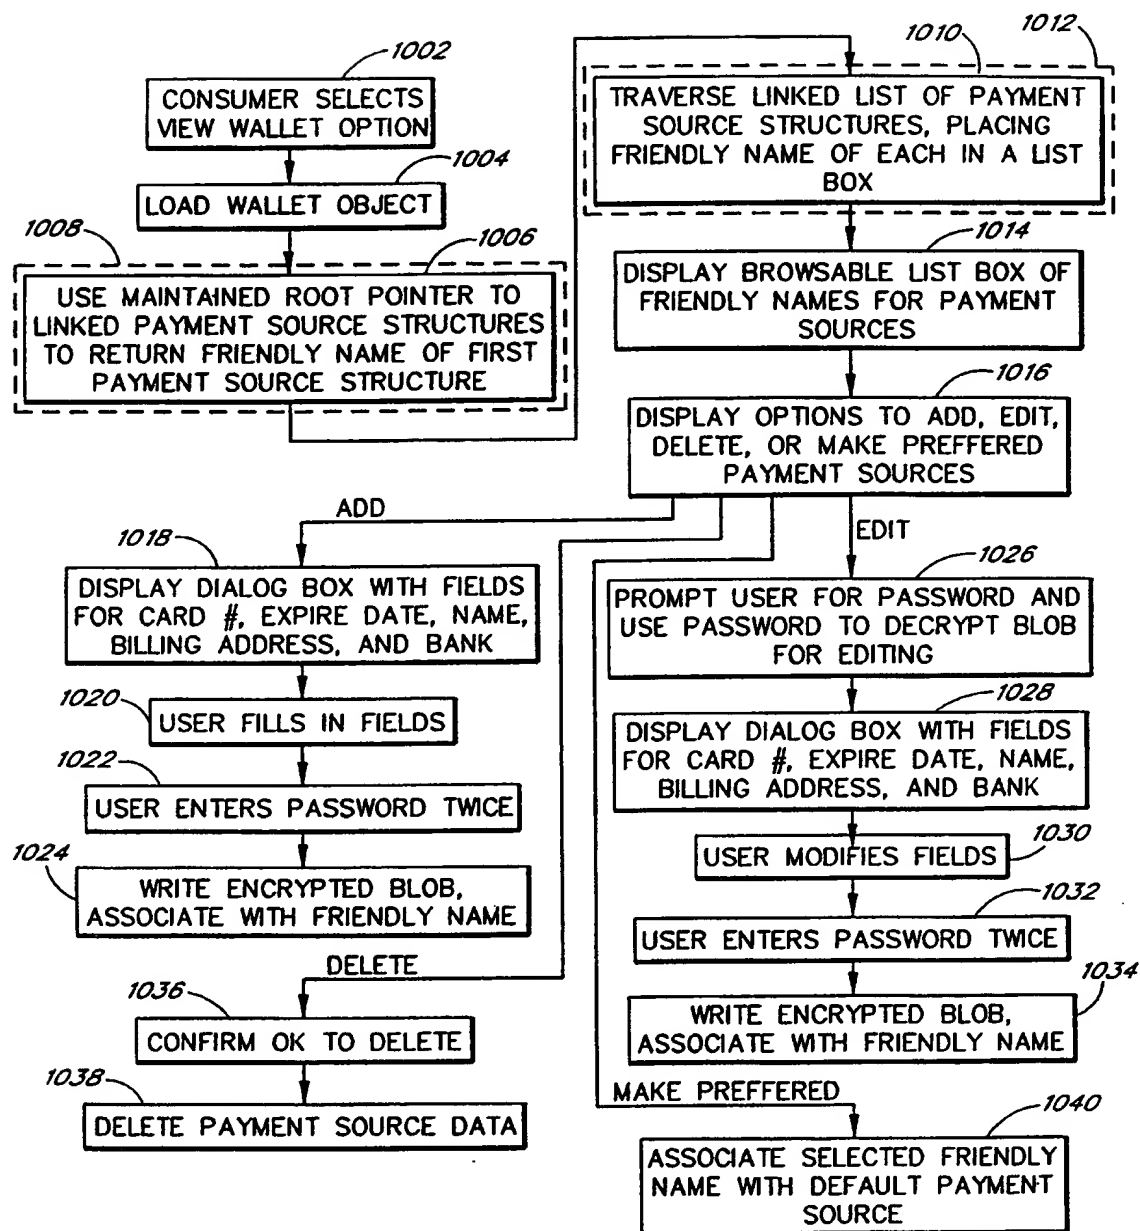 1002
CONSUMER SELECTS
VIEW WALLET OPTION
1004
LOAD WALLET OBJECT
1008
1006
USE MAINTAINED ROOT POINTER TO
LINKED PAYMENT SOURCE STRUCTURES
TO RETURN FRIENDLY NAME OF FIRST
PAYMENT SOURCE STRUCTURE
1010
1012
TRAVERSE LINKED LIST OF PAYMENT
SOURCE STRUCTURES, PLACING
FRIENDLY NAME OF EACH IN A LIST
BOX
1014
DISPLAY BROWSABLE LIST BOX OF
FRIENDLY NAMES FOR PAYMENT
SOURCES
1016
DISPLAY OPTIONS TO ADD, EDIT,
DELETE, OR MAKE PREFFERED
PAYMENT SOURCES
ADD
1018
DISPLAY DIALOG BOX WITH FIELDS
FOR CARD #, EXPIRE DATE, NAME,
BILLING ADDRESS, AND BANK
1020
USER FILLS IN FIELDS
1022
USER ENTERS PASSWORD TWICE
1024
WRITE ENCRYPTED BLOB,
ASSOCIATE WITH FRIENDLY NAME
EDIT
1026
PROMPT USER FOR PASSWORD AND
USE PASSWORD TO DECRYPT BLOB
FOR EDITING
1028
DISPLAY DIALOG BOX WITH FIELDS
FOR CARD #, EXPIRE DATE, NAME,
BILLING ADDRESS, AND BANK
1030
USER MODIFIES FIELDS
1032
USER ENTERS PASSWORD TWICE
1034
WRITE ENCRYPTED BLOB,
ASSOCIATE WITH FRIENDLY NAME
DELETE
1036
CONFIRM OK TO DELETE
1038
DELETE PAYMENT SOURCE DATA
MAKE PREFFERED
1040
ASSOCIATE SELECTED FRIENDLY
NAME WITH DEFAULT PAYMENT
SOURCE